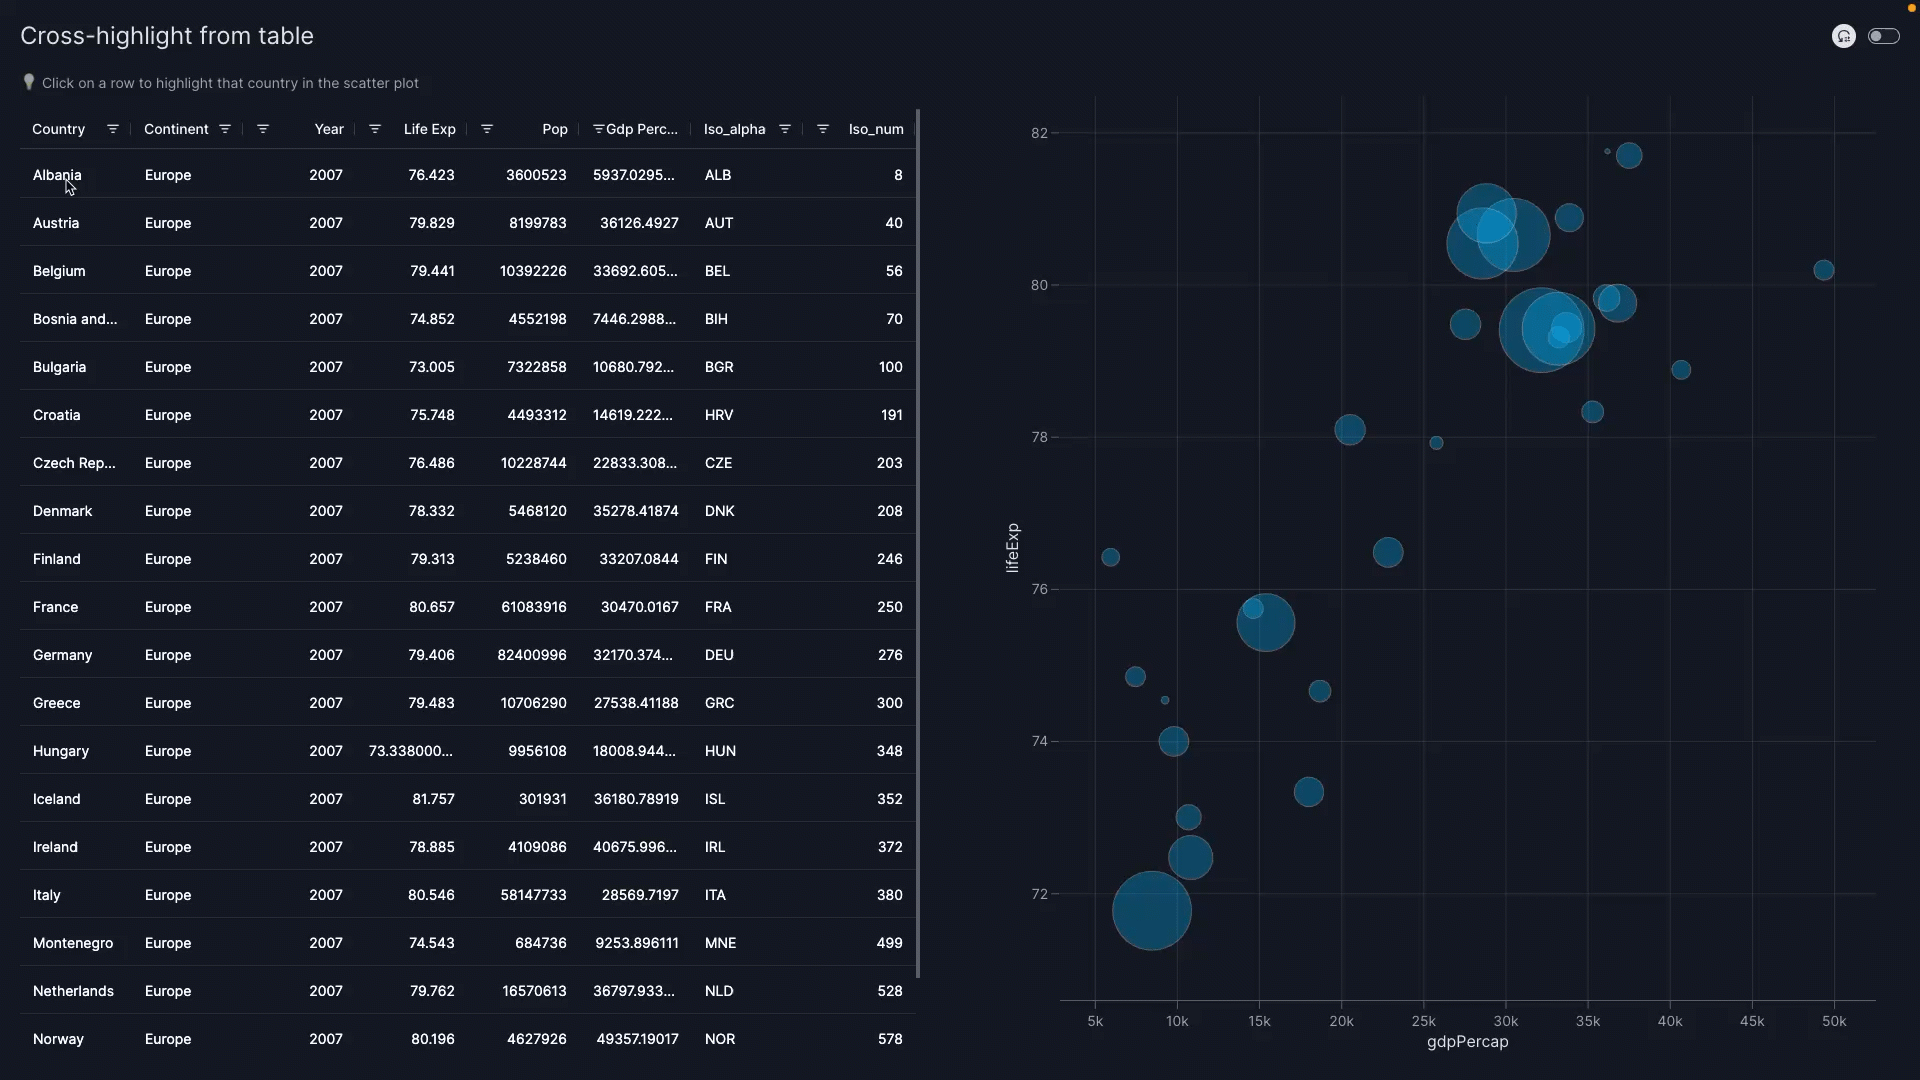 Cross-highlight from table
Click on a row to highlight that country in the scatter plot
Country Continent Year Life Exp Pop Gdp Perc... Iso_alpha Iso_num
Albania Europe 2007 76.423 3600523 5937.0295... ALB 8
Austria Europe 2007 79.829 8199783 36126.4927 AUT 40
Belgium Europe 2007 79.441 10392226 33692.605... BEL 56
Bosnia and... Europe 2007 74.852 4552198 7446.2988... BIH 70
Bulgaria Europe 2007 73.005 7322858 10680.792... BGR 100
Croatia Europe 2007 75.748 4493312 14619.222... HRV 191
Czech Rep... Europe 2007 76.486 10228744 22833.308... CZE 203
Denmark Europe 2007 78.332 5468120 35278.41874 DNK 208
Finland Europe 2007 79.313 5238460 33207.0844 FIN 246
France Europe 2007 80.657 61083916 30470.0167 FRA 250
Germany Europe 2007 79.406 82400996 32170.374... DEU 276
Greece Europe 2007 79.483 10706290 27538.41188 GRC 300
Hungary Europe 2007 73.338000... 9956108 18008.944... HUN 348
Iceland Europe 2007 81.757 301931 36180.78919 ISL 352
Ireland Europe 2007 78.885 4109086 40675.996... IRL 372
Italy Europe 2007 80.546 58147733 28569.7197 ITA 380
Montenegro Europe 2007 74.543 684736 9253.896111 MNE 499
Netherlands Europe 2007 79.762 16570613 36797.933... NLD 528
Norway Europe 2007 80.196 4627926 49357.19017 NOR 578
82
80
78
76
74
72
lifeExp
5k 10k 15k 20k 25k 30k 35k 40k 45k 50k
gdpPercap